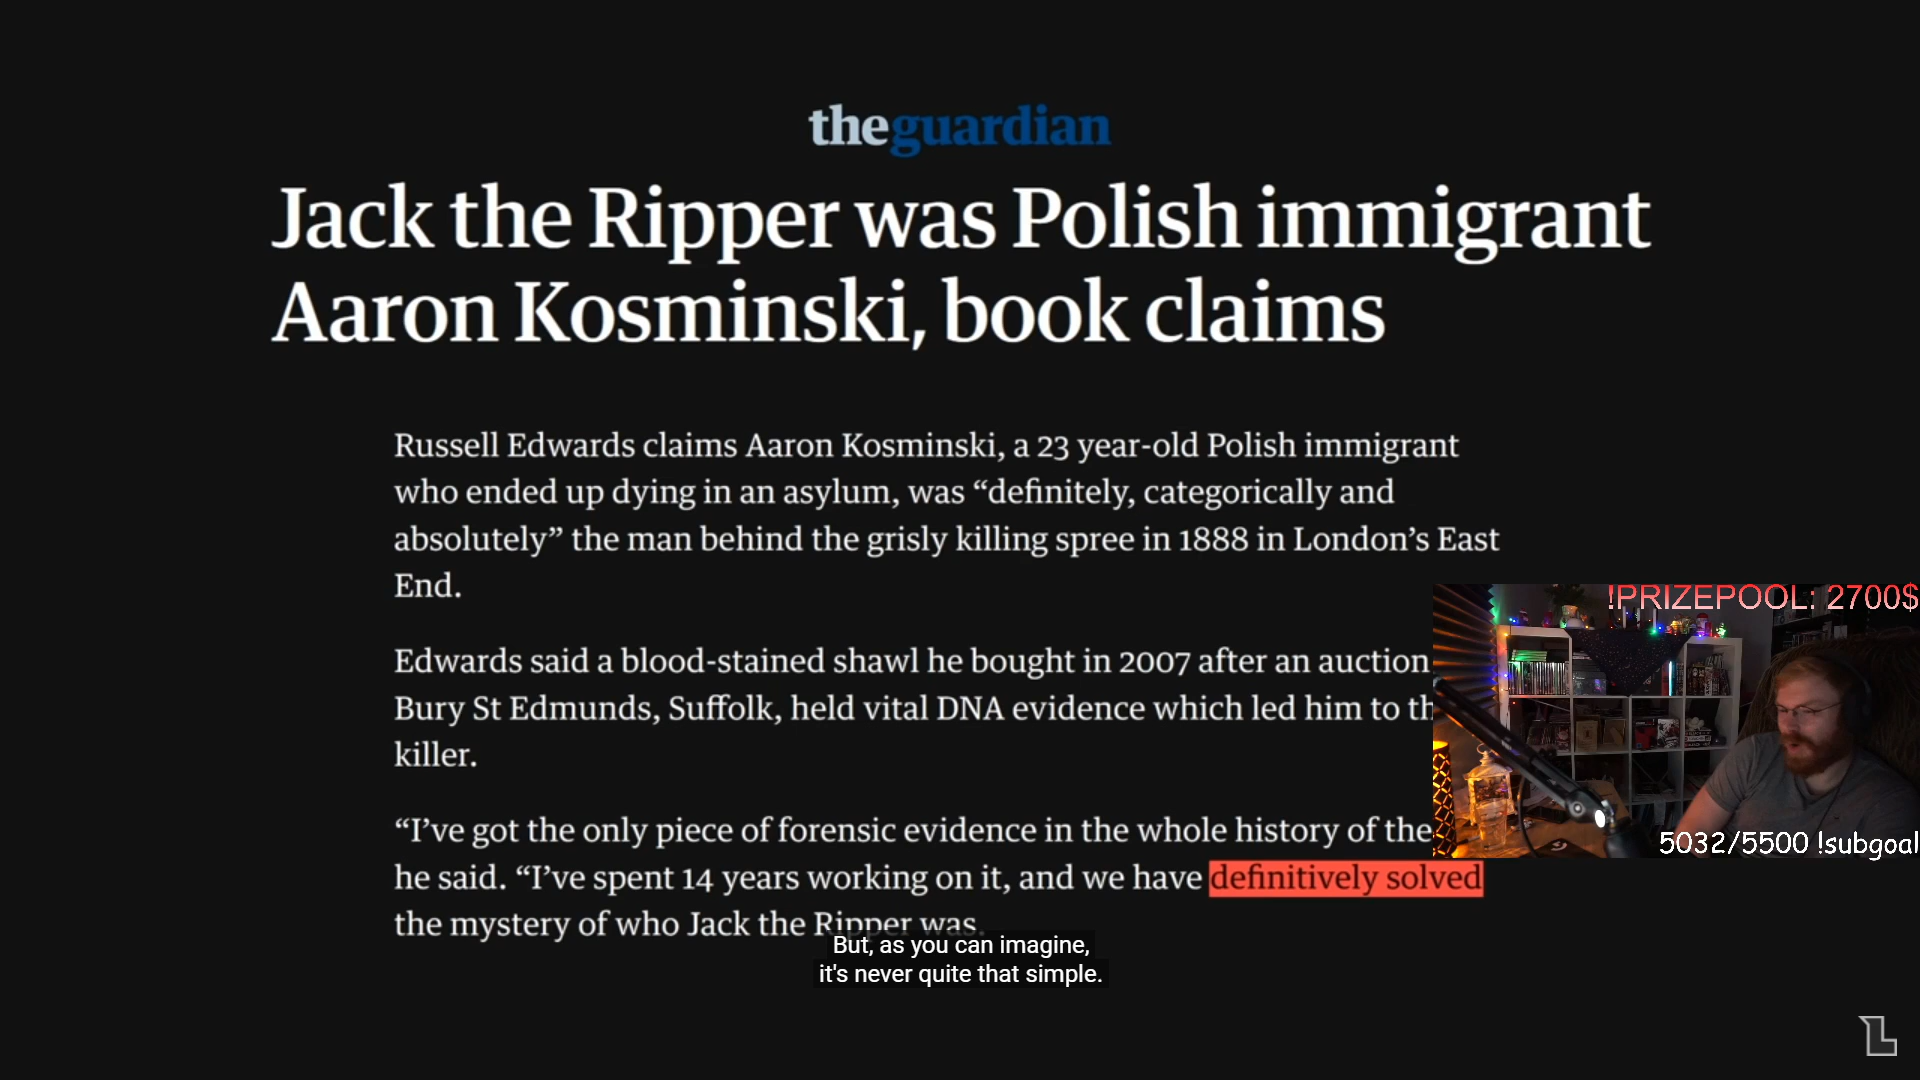 theguardian
Jack the Ripper was Polish immigrant
Aaron Kosminski, book claims
Russell Edwards claims Aaron Kosminski, a 23 year-old Polish immigrant
who ended up dying in an asylum, was “definitely, categorically and
absolutely” the man behind the grisly killing spree in 1888 in London’s East
End.
Edwards said a blood-stained shawl he bought in 2007 after an auction
Bury St Edmunds, Suffolk, held vital DNA evidence which led him to th
killer.
“I’ve got the only piece of forensic evidence in the whole history of the
he said. “I’ve spent 14 years working on it, and we have definitively solved
the mystery of who Jack the Ripper was.
But, as you can imagine,
it's never quite that simple.
!PRIZEPOOL: 2700$
5032/5500 !subgoal